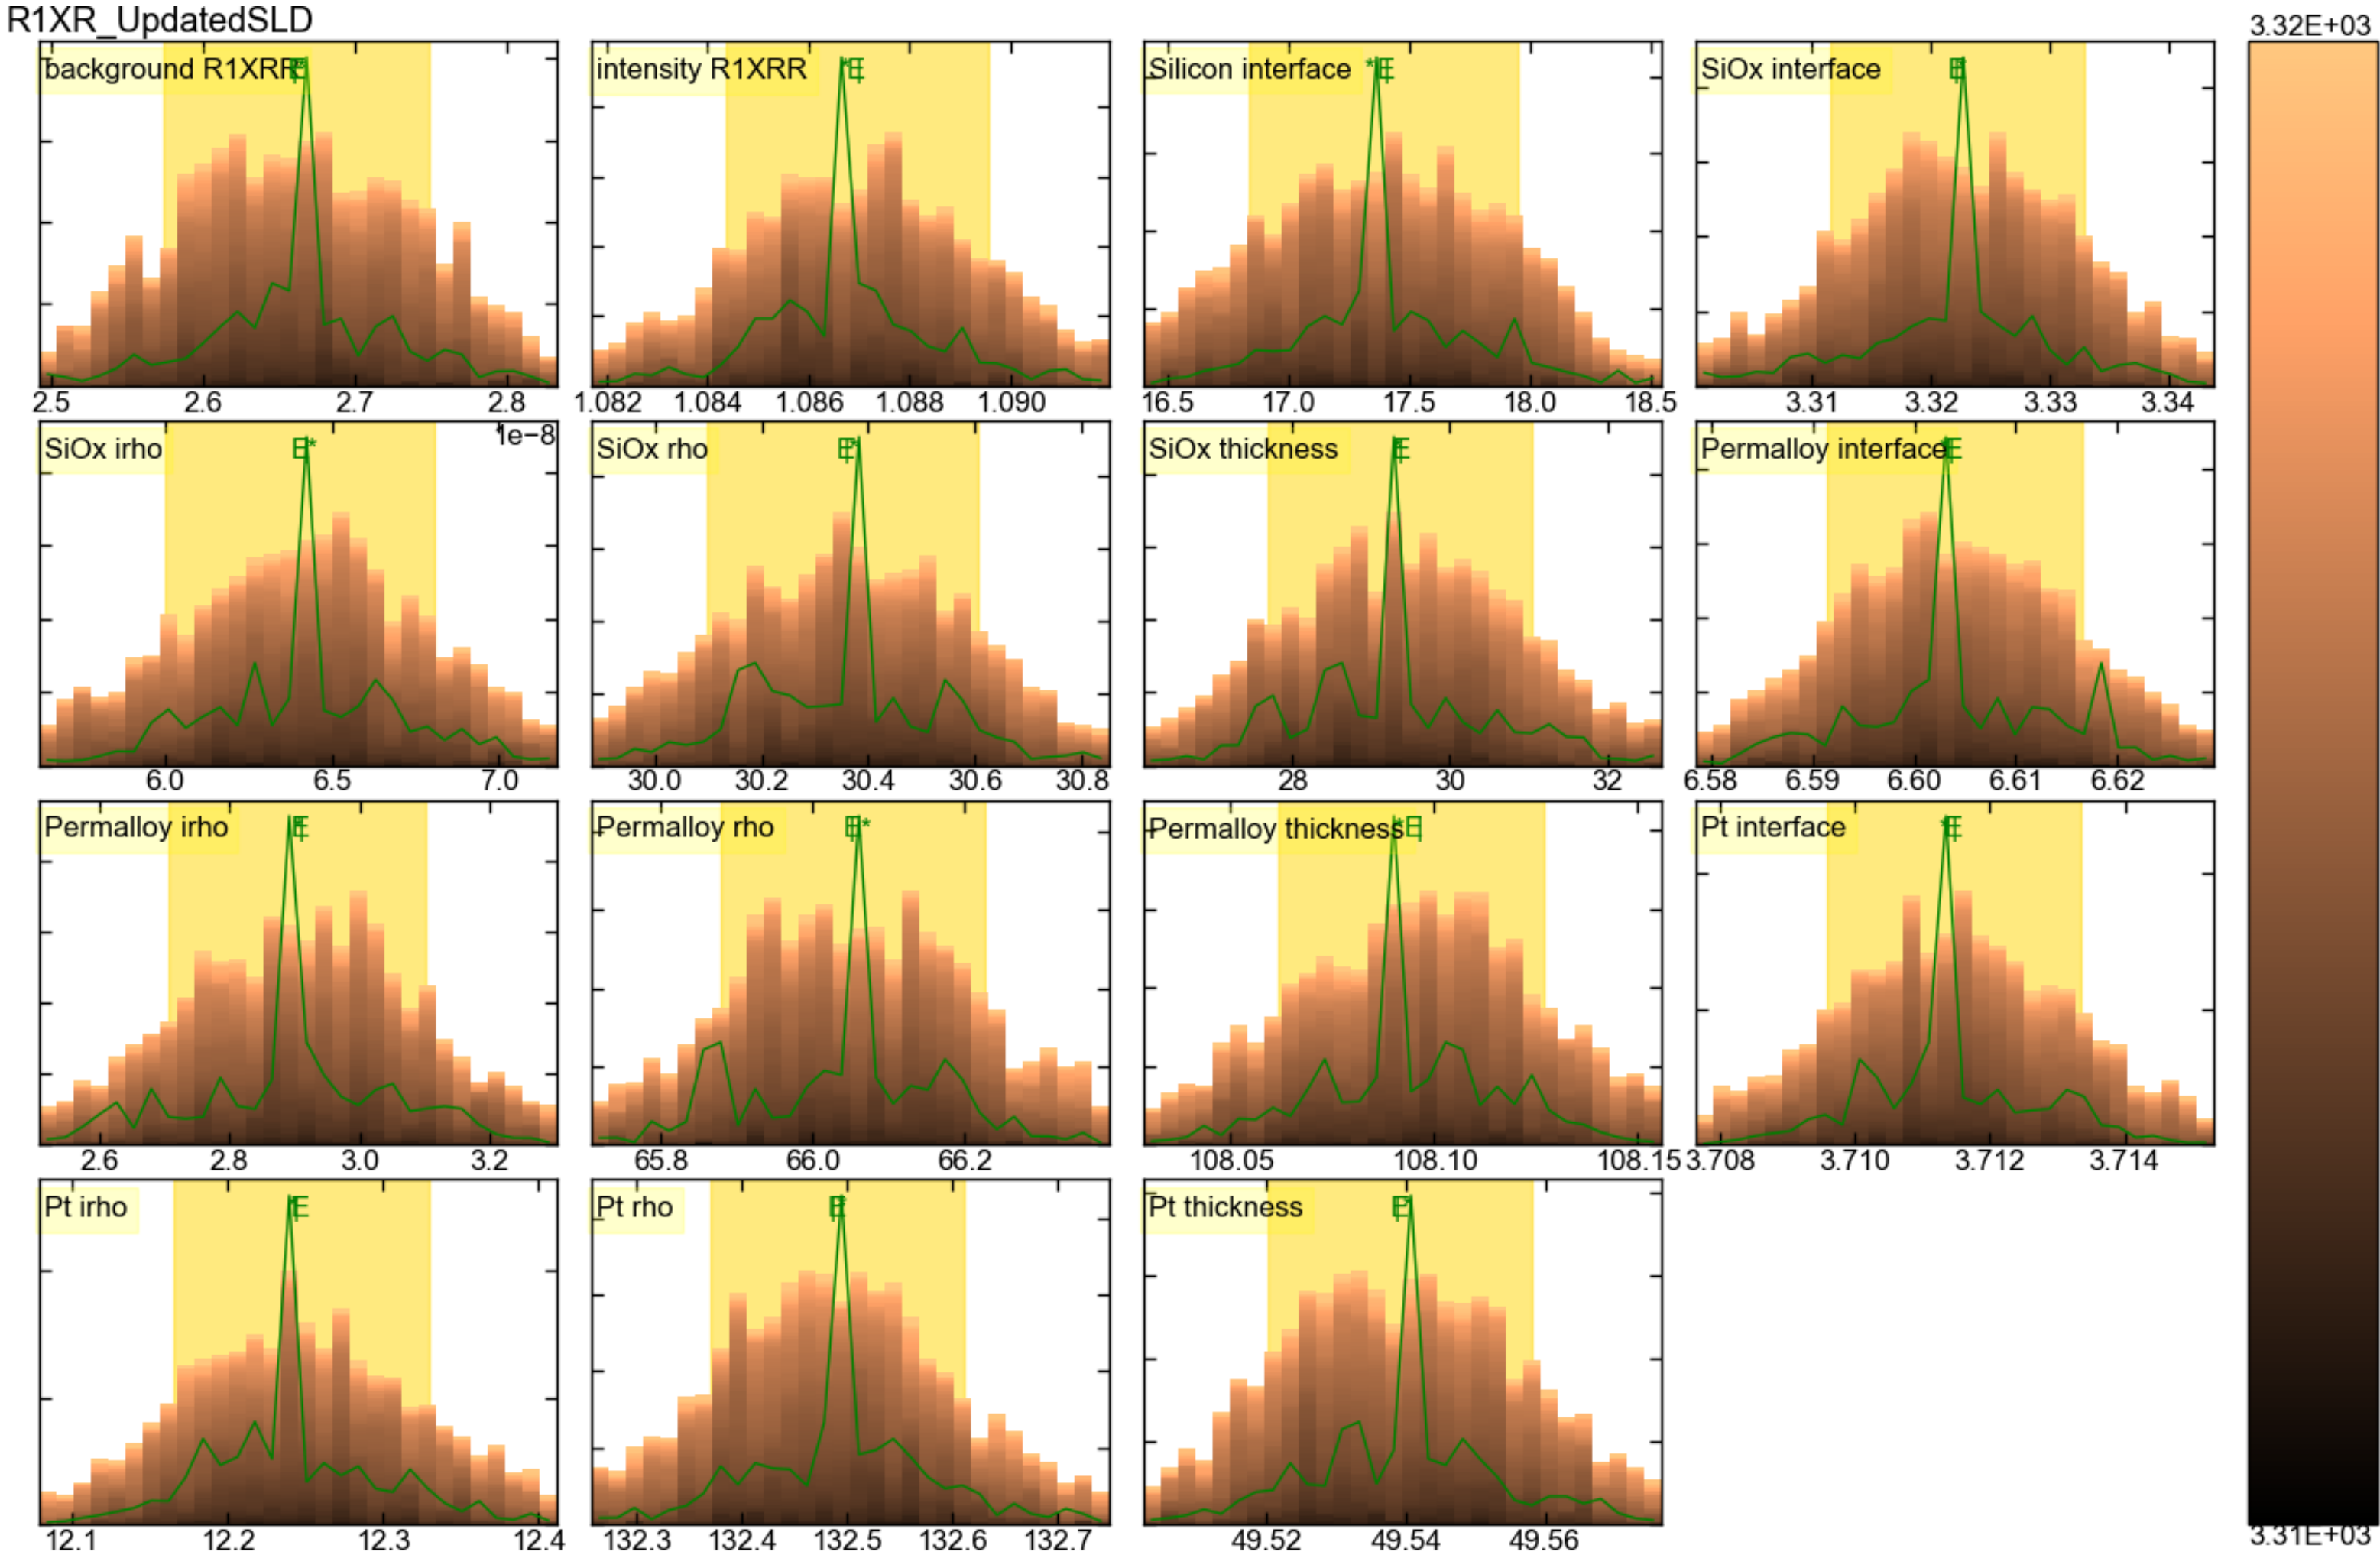 R1XR_UpdatedSLD
3.32E+03
background R1XRR
intensity R1XRR
Silicon interface
SiOx interface
2.5 2.6 2.7 2.8
1.082 1.084 1.086 1.088 1.090
16.5 17.0 17.5 18.0 18.5
3.31 3.32 3.33 3.34
1e−8
SiOx irho
E*
SiOx rho
E*
SiOx thickness
E
Permalloy interface
E
6.0 6.5 7.0
30.0 30.2 30.4 30.6 30.8
28 30 32
6.58 6.59 6.60 6.61 6.62
Permalloy irho
E
Permalloy rho
*
Permalloy thickness
*E
Pt interface
*E
2.6 2.8 3.0 3.2
65.8 66.0 66.2
108.05 108.10 108.15
3.708 3.710 3.712 3.714
Pt irho
E
Pt rho
Pt thickness
E*
12.1 12.2 12.3 12.4
132.3 132.4 132.5 132.6 132.7
49.52 49.54 49.56
3.31E+03